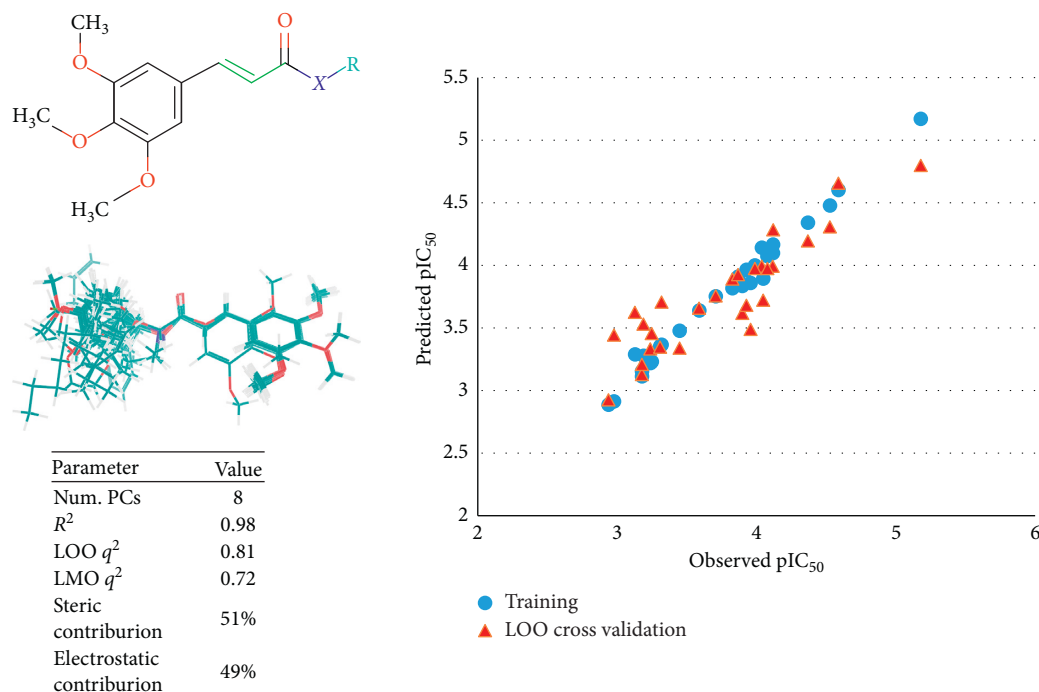 CH₃
O
O
X
R
H₃C
O
O
H₃C
Parameter Value
Num. PCs 8
R² 0.98
LOO q² 0.81
LMO q² 0.72
Steric
contriburion 51%
Electrostatic
contriburion 49%
5.5
5
4.5
4
3.5
3
2.5
2
Predicted pIC₅₀
2 3 4 5 6
Observed pIC₅₀
Training
LOO cross validation